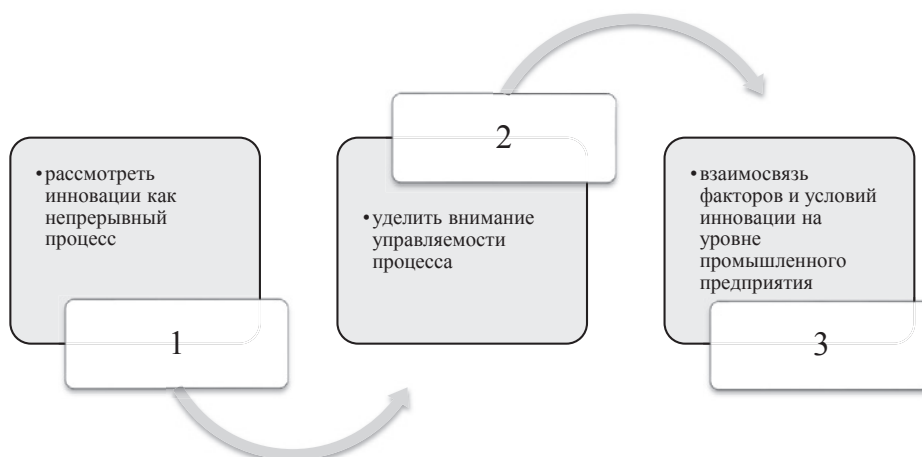 •рассмотреть
инновации как
непрерывный
процесс
1
2
•уделить внимание
управляемости
процесса
•взаимосвязь
факторов и условий
инновации на
уровне
промышленного
предприятия
3